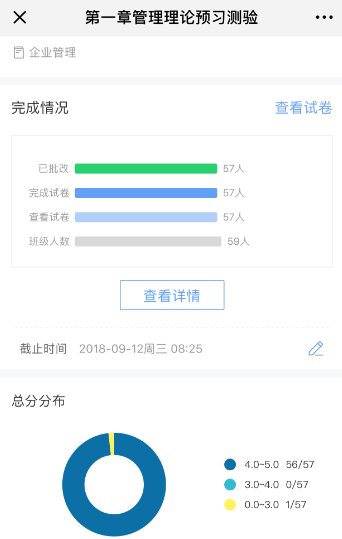 第一章管理理论预习测验
企业管理
完成情况 查看试卷
已批改 57人
完成试卷 57人
查看试卷 57人
班级人数 59人
查看详情
截止时间 2018-09-12周三 08:25
总分分布
4.0~5.0 56/57
3.0~4.0 0/57
0.0~3.0 1/57